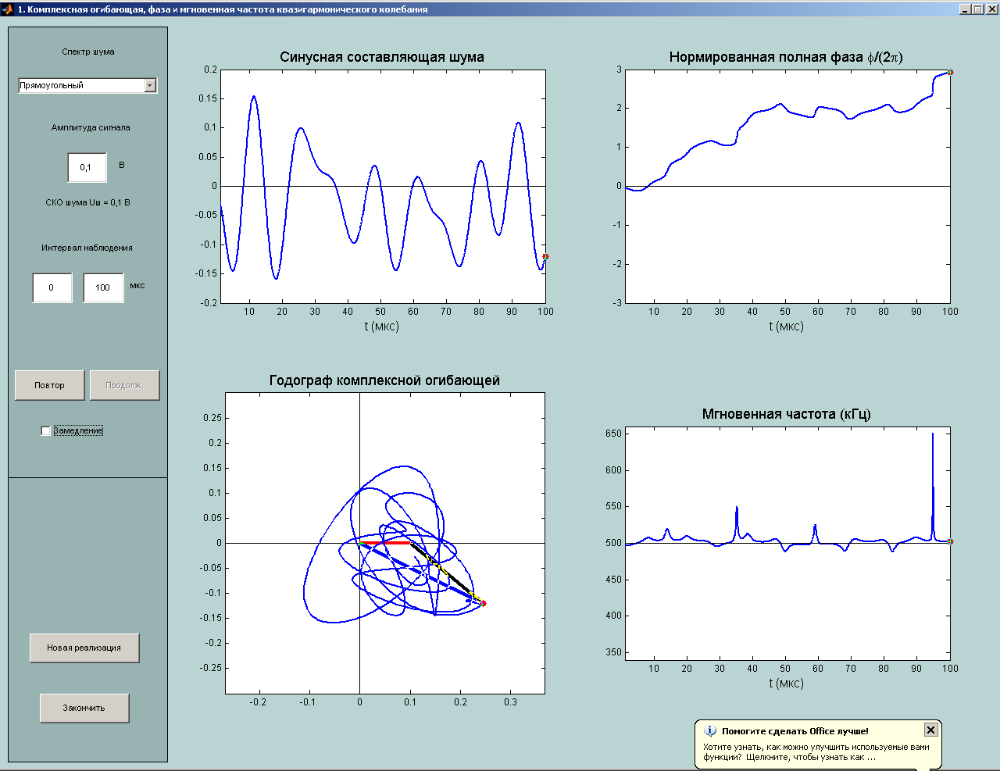 1. Комплексная огибающая, фаза и мгновенная частота квазигармонического колебания
Спектр шума
Прямоугольный
Амплитуда сигнала
0,1 В
СКО шума Uш = 0,1 В
Интервал наблюдения
0 100 мкс
Повтор Продолж.
Замедление
Новая реализация
Закончить
Синусная составляющая шума
0.2
0.15
0.1
0.05
0
-0.05
-0.1
-0.15
-0.2
10 20 30 40 50 60 70 80 90 100
t (мкс)
Нормированная полная фаза ϕ/(2π)
3
2
1
0
-1
-2
-3
10 20 30 40 50 60 70 80 90 100
t (мкс)
Годограф комплексной огибающей
0.25
0.2
0.15
0.1
0.05
0
-0.05
-0.1
-0.15
-0.2
-0.25
-0.2 -0.1 0 0.1 0.2 0.3
Мгновенная частота (кГц)
650
600
550
500
450
400
350
10 20 30 40 50 60 70 80 90 100
t (мкс)
Помогите сделать Office лучше!
Хотите узнать, как можно улучшить используемые вами
функции? Щелкните, чтобы узнать как ...